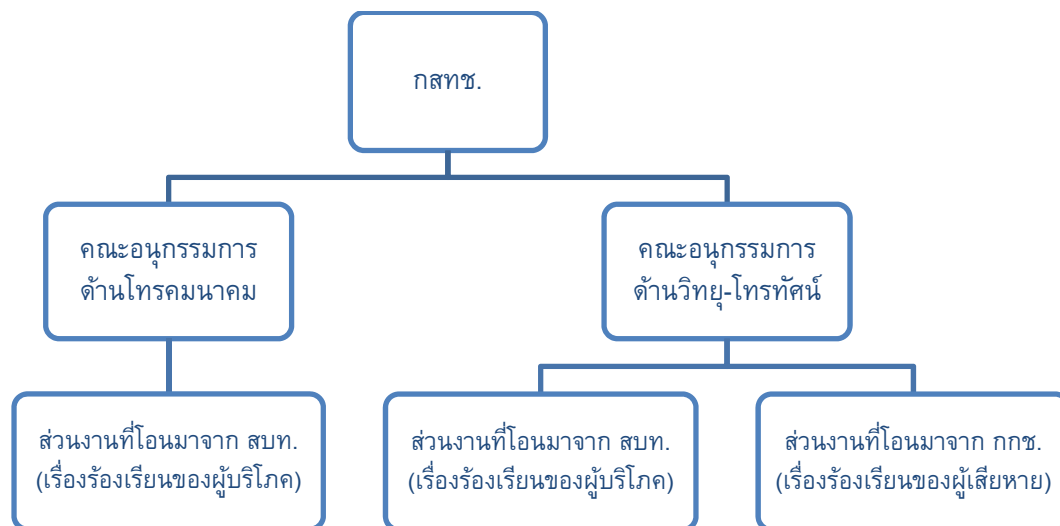 กสทช.
คณะอนุกรรมการ
ด้านโทรคมนาคม
คณะอนุกรรมการ
ด้านวิทยุ-โทรทัศน์
ส่วนงานที่โอนมาจาก สบท.
(เรื่องร้องเรียนของผู้บริโภค)
ส่วนงานที่โอนมาจาก สบท.
(เรื่องร้องเรียนของผู้บริโภค)
ส่วนงานที่โอนมาจาก กกช.
(เรื่องร้องเรียนของผู้เสียหาย)